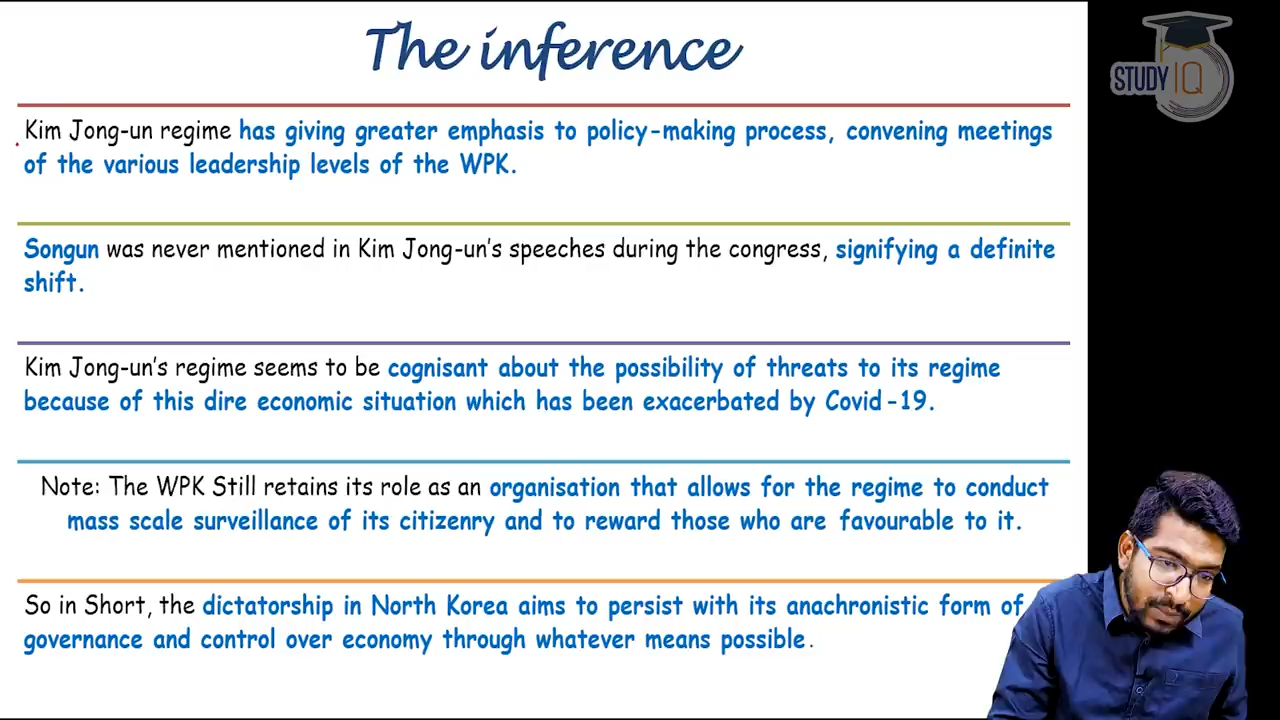 The inference
STUDY IQ
Kim Jong-un regime has giving greater emphasis to policy-making process, convening meetings
of the various leadership levels of the WPK.
Songun was never mentioned in Kim Jong-un's speeches during the congress, signifying a definite
shift.
Kim Jong-un's regime seems to be cognisant about the possibility of threats to its regime
because of this dire economic situation which has been exacerbated by Covid-19.
Note: The WPK Still retains its role as an organisation that allows for the regime to conduct
mass scale surveillance of its citizenry and to reward those who are favourable to it.
So in Short, the dictatorship in North Korea aims to persist with its anachronistic form of
governance and control over economy through whatever means possible.